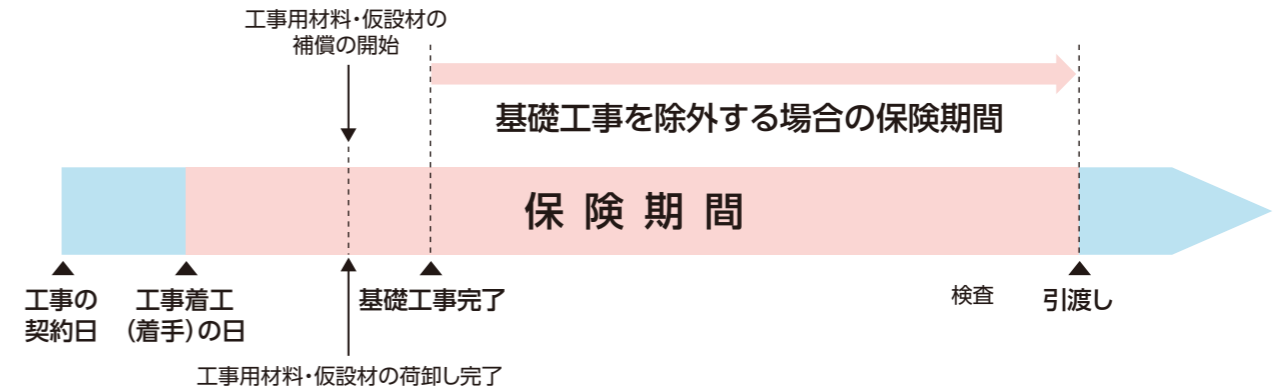 工事用材料・仮設材の
補償の開始
基礎工事を除外する場合の保険期間
保険期間
工事の
契約日
工事着工
（着手）の日
基礎工事完了
検査
引渡し
工事用材料・仮設材の荷卸し完了